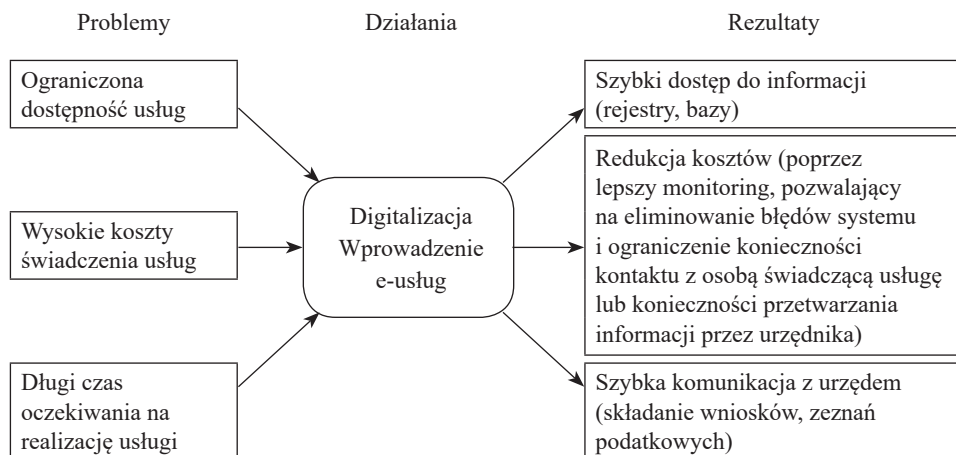 Problemy
Działania
Rezultaty
Ograniczona
dostępność usług
Wysokie koszty
świadczenia usług
Długi czas
oczekiwania na
realizację usługi
Digitalizacja
Wprowadzenie
e-usług
Szybki dostęp do informacji
(rejestry, bazy)
Redukcja kosztów (poprzez
lepszy monitoring, pozwalający
na eliminowanie błędów systemu
i ograniczenie konieczności
kontaktu z osobą świadczącą usługę
lub konieczności przetwarzania
informacji przez urzędnika)
Szybka komunikacja z urzędem
(składanie wniosków, zeznań
podatkowych)